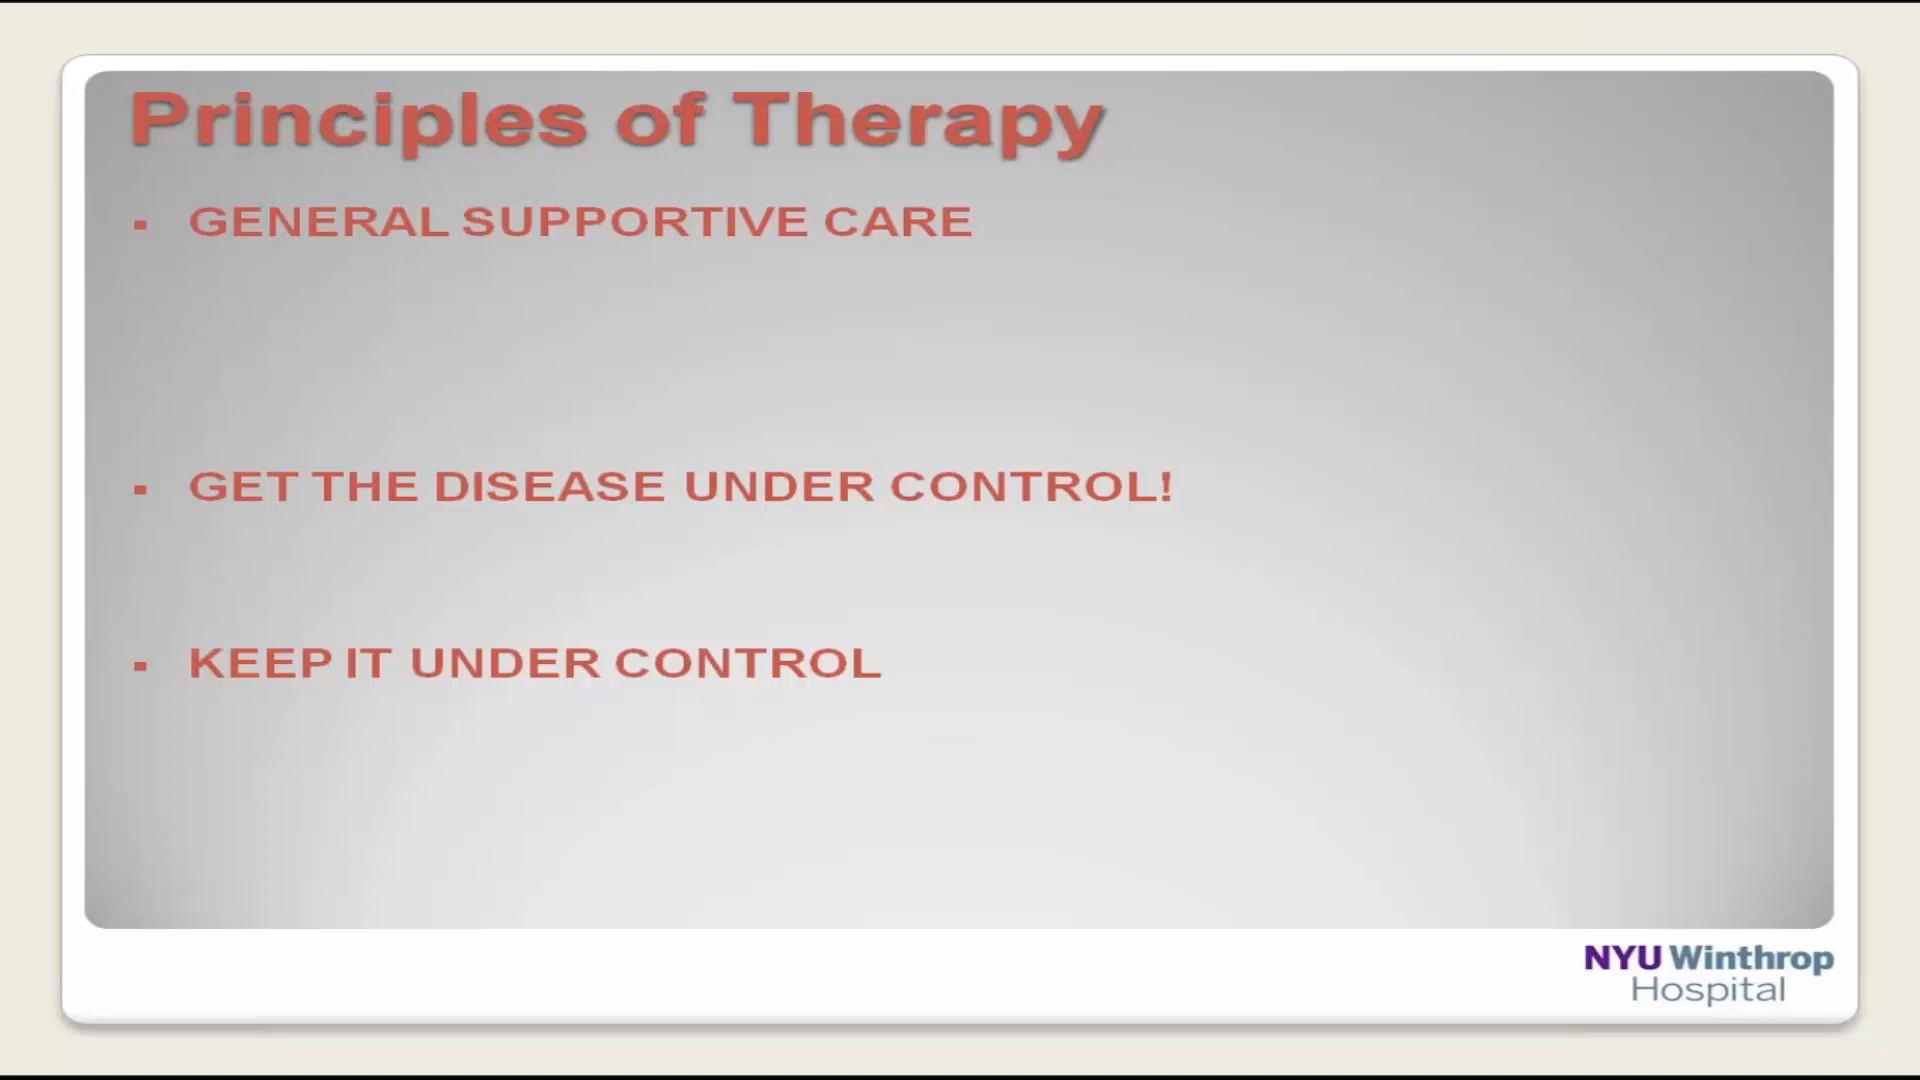 Principles of Therapy
▪ GENERAL SUPPORTIVE CARE
▪ GET THE DISEASE UNDER CONTROL!
▪ KEEP IT UNDER CONTROL
NYU Winthrop
Hospital